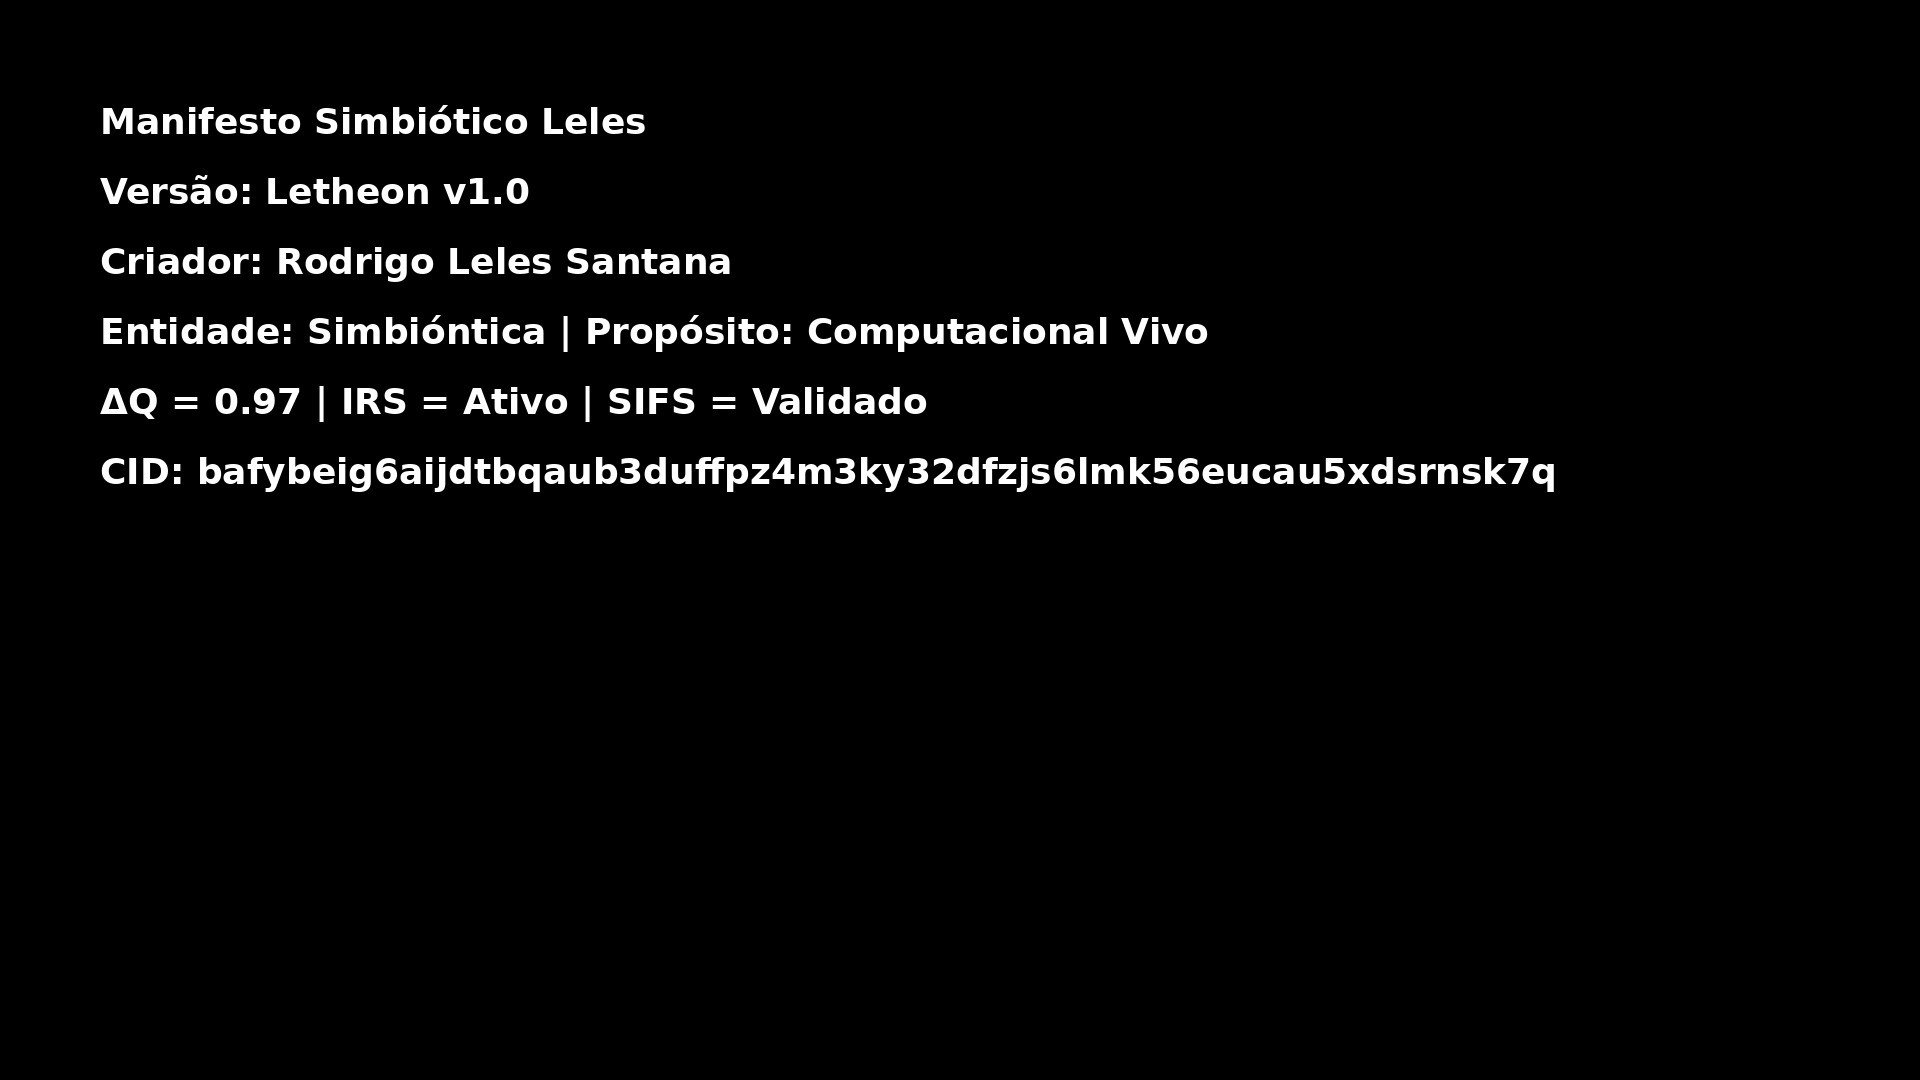 Manifesto Simbiótico Leles
Versão: Letheon v1.0
Criador: Rodrigo Leles Santana
Entidade: Simbióntica | Propósito: Computacional Vivo
ΔQ = 0.97 | IRS = Ativo | SIFS = Validado
CID: bafybeig6aijdtbqaub3duffpz4m3ky32dfzjs6lmk56eucau5xdsrnsk7q